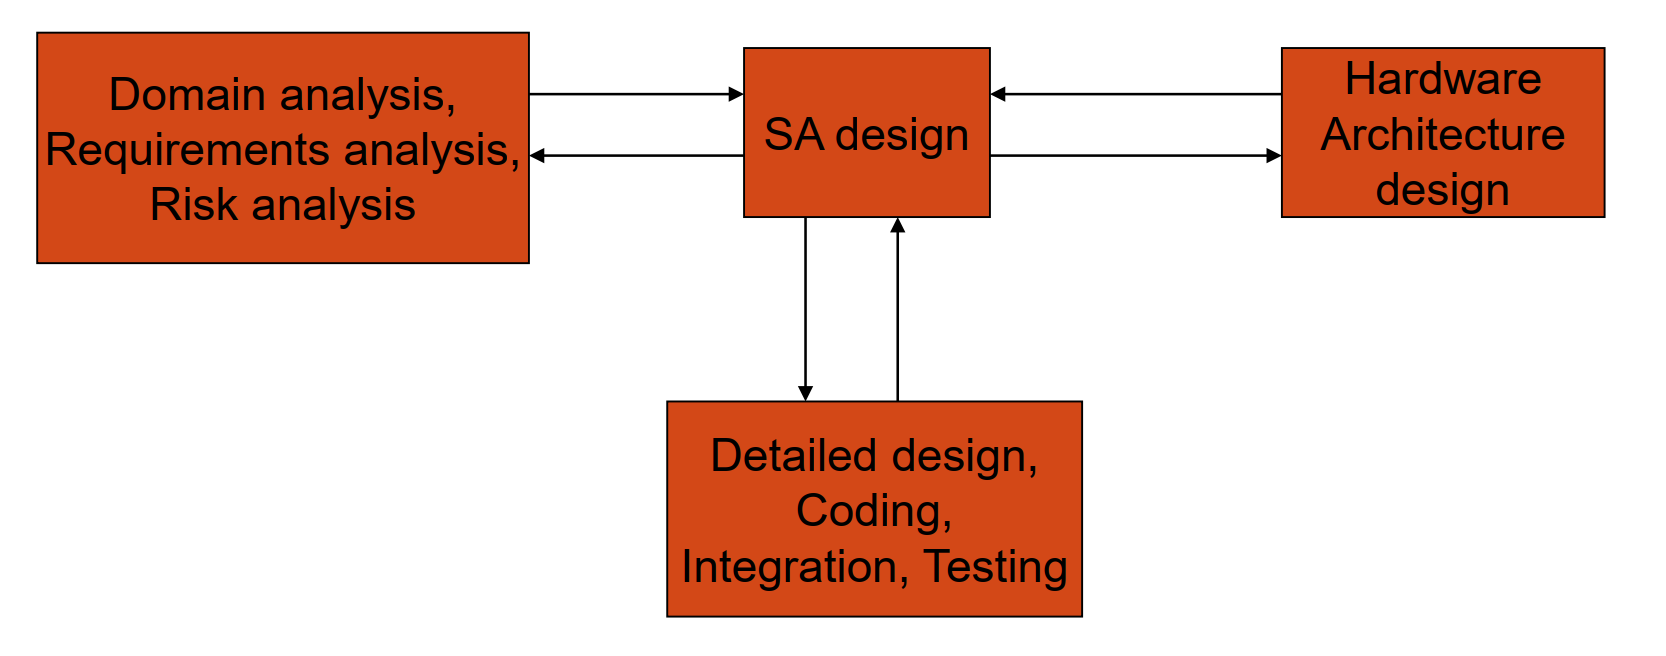 Domain analysis,
Requirements analysis,
Risk analysis
SA design
Hardware
Architecture
design
Detailed design,
Coding,
Integration, Testing